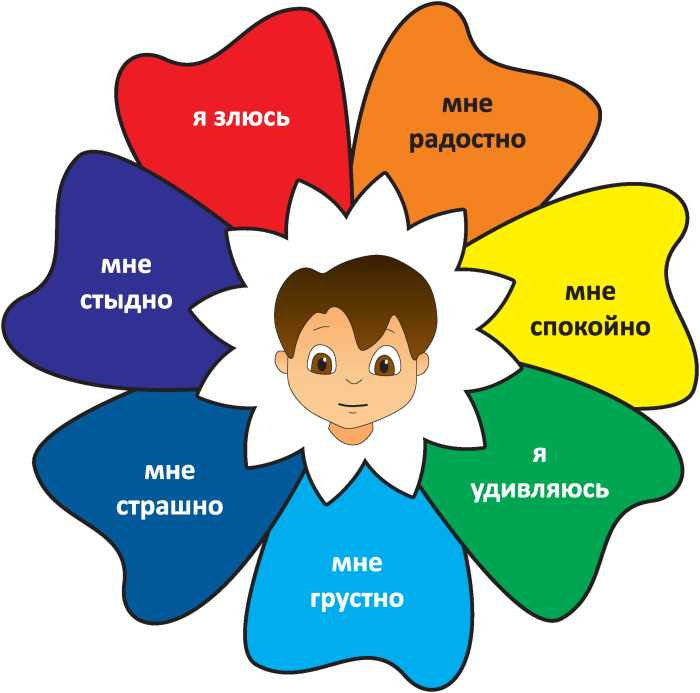 я злюсь
мне
радостно
мне
спокойно
я
удивляюсь
мне
грустно
мне
страшно
мне
стыдно